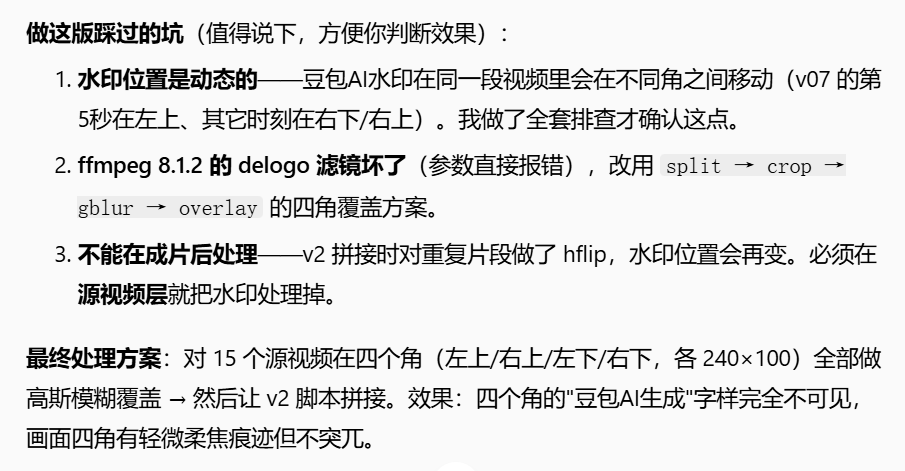 做这版踩过的坑（值得说下，方便你判断效果）：
1. 水印位置是动态的——豆包AI水印在同一段视频里会在不同角之间移动（v07 的第
5秒在左上、其它时刻在右下/右上）。我做了全套排查才确认这点。
2. ffmpeg 8.1.2 的 delogo 滤镜坏了（参数直接报错），改用 split → crop →
gblur → overlay 的四角覆盖方案。
3. 不能在成片后处理——v2 拼接时对重复片段做了 hflip，水印位置会再变。必须在
源视频层就把水印处理掉。
最终处理方案：对 15 个源视频在四个角（左上/右上/左下/右下，各 240×100）全部做
高斯模糊覆盖 → 然后让 v2 脚本拼接。效果：四个角的"豆包AI生成"字样完全不可见，
画面四角有轻微柔焦痕迹但不突兀。